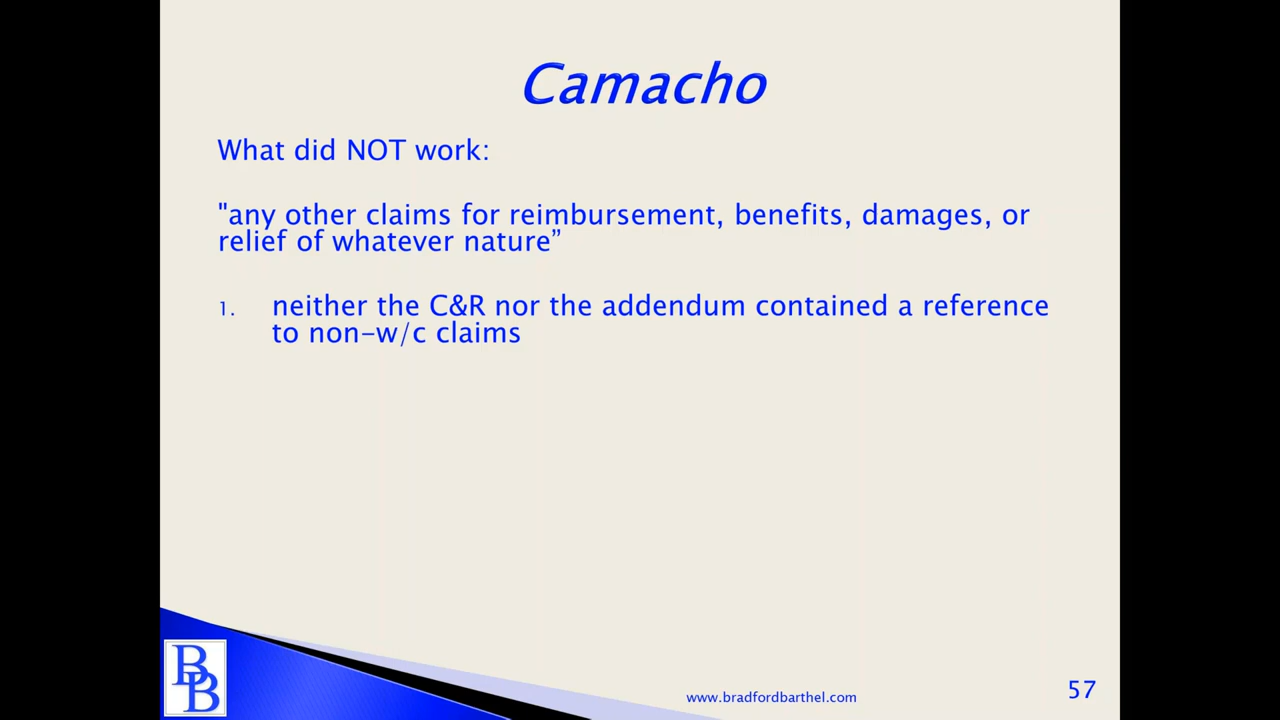 Camacho
What did NOT work:
"any other claims for reimbursement, benefits, damages, or
relief of whatever nature”
1. neither the C&R nor the addendum contained a reference
to non-w/c claims
BB
www.bradfordbarthel.com
57